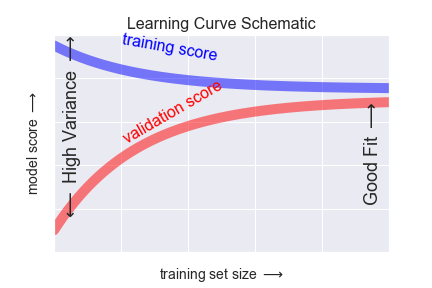 Learning Curve Schematic
training score
validation score
← High Variance →
Good Fit →
model score →
training set size →